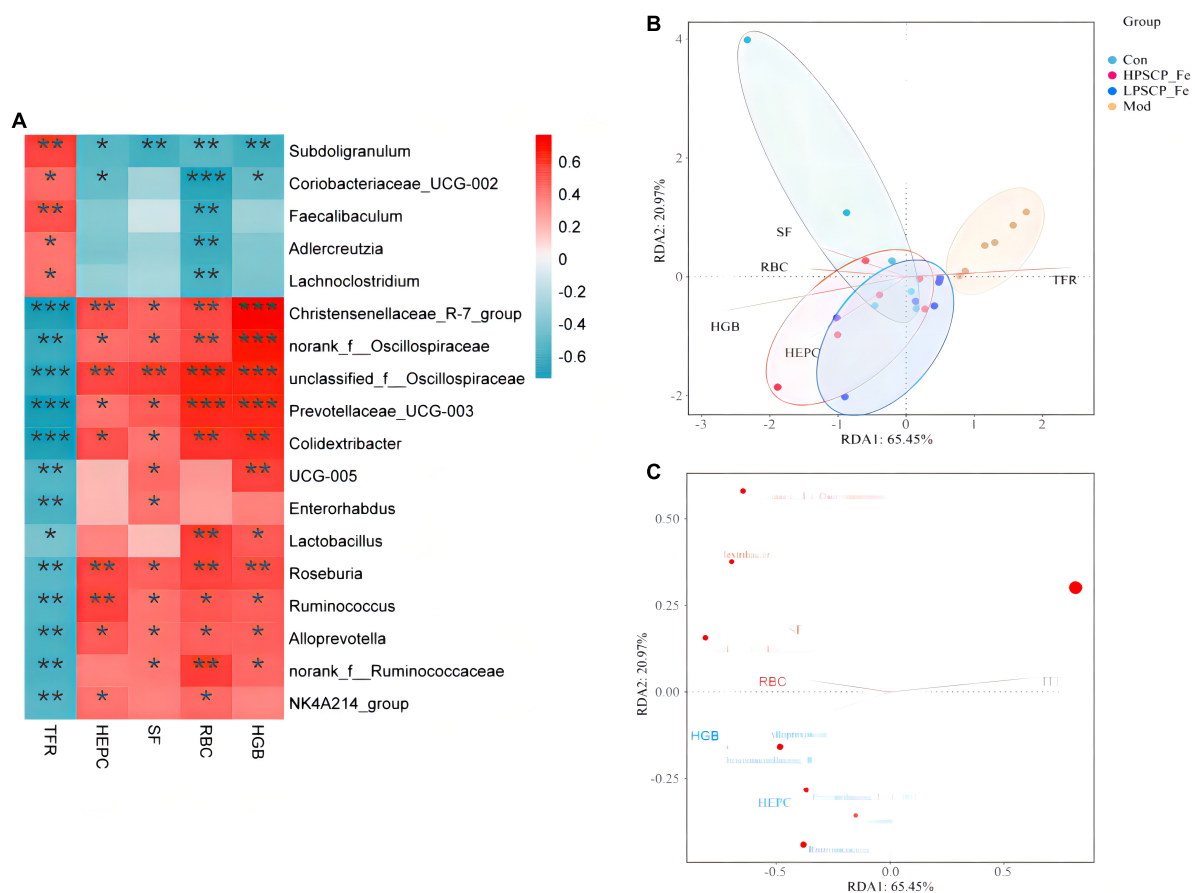 A
** * ** ** ** Subdoligranulum
* * *** * Coriobacteriaceae_UCG-002
** ** Faecalibaculum
* ** Adlercreutzia
* ** Lachnoclostridium
*** ** * ** *** Christensenellaceae_R-7_group
** * * ** *** norank_f__Oscillospiraceae
*** ** ** *** *** unclassified_f__Oscillospiraceae
*** * * *** *** Prevotellaceae_UCG-003
*** * * ** ** Colidextribacter
** * ** UCG-005
** * Enterorhabdus
* ** * Lactobacillus
** ** * ** ** Roseburia
** ** * * * Ruminococcus
** * * * * Alloprevotella
** * ** * norank_f__Ruminococcaceae
** * * NK4A214_group
TFR HEPC SF RBC HGB
0.6
0.4
0.2
0
-0.2
-0.4
-0.6
B
Group
Con
HPSCP_Fe
LPSCP_Fe
Mod
RDA2: 20.97%
4
2
0
-2
SF
RBC
TFR
HGB
HEPC
-3 -2 -1 0 1 2
RDA1: 65.45%
C
RDA2: 20.97%
0.50
0.25
0.00
-0.25
RBC
HGB
HEPC
-0.5 0.0 0.5
RDA1: 65.45%